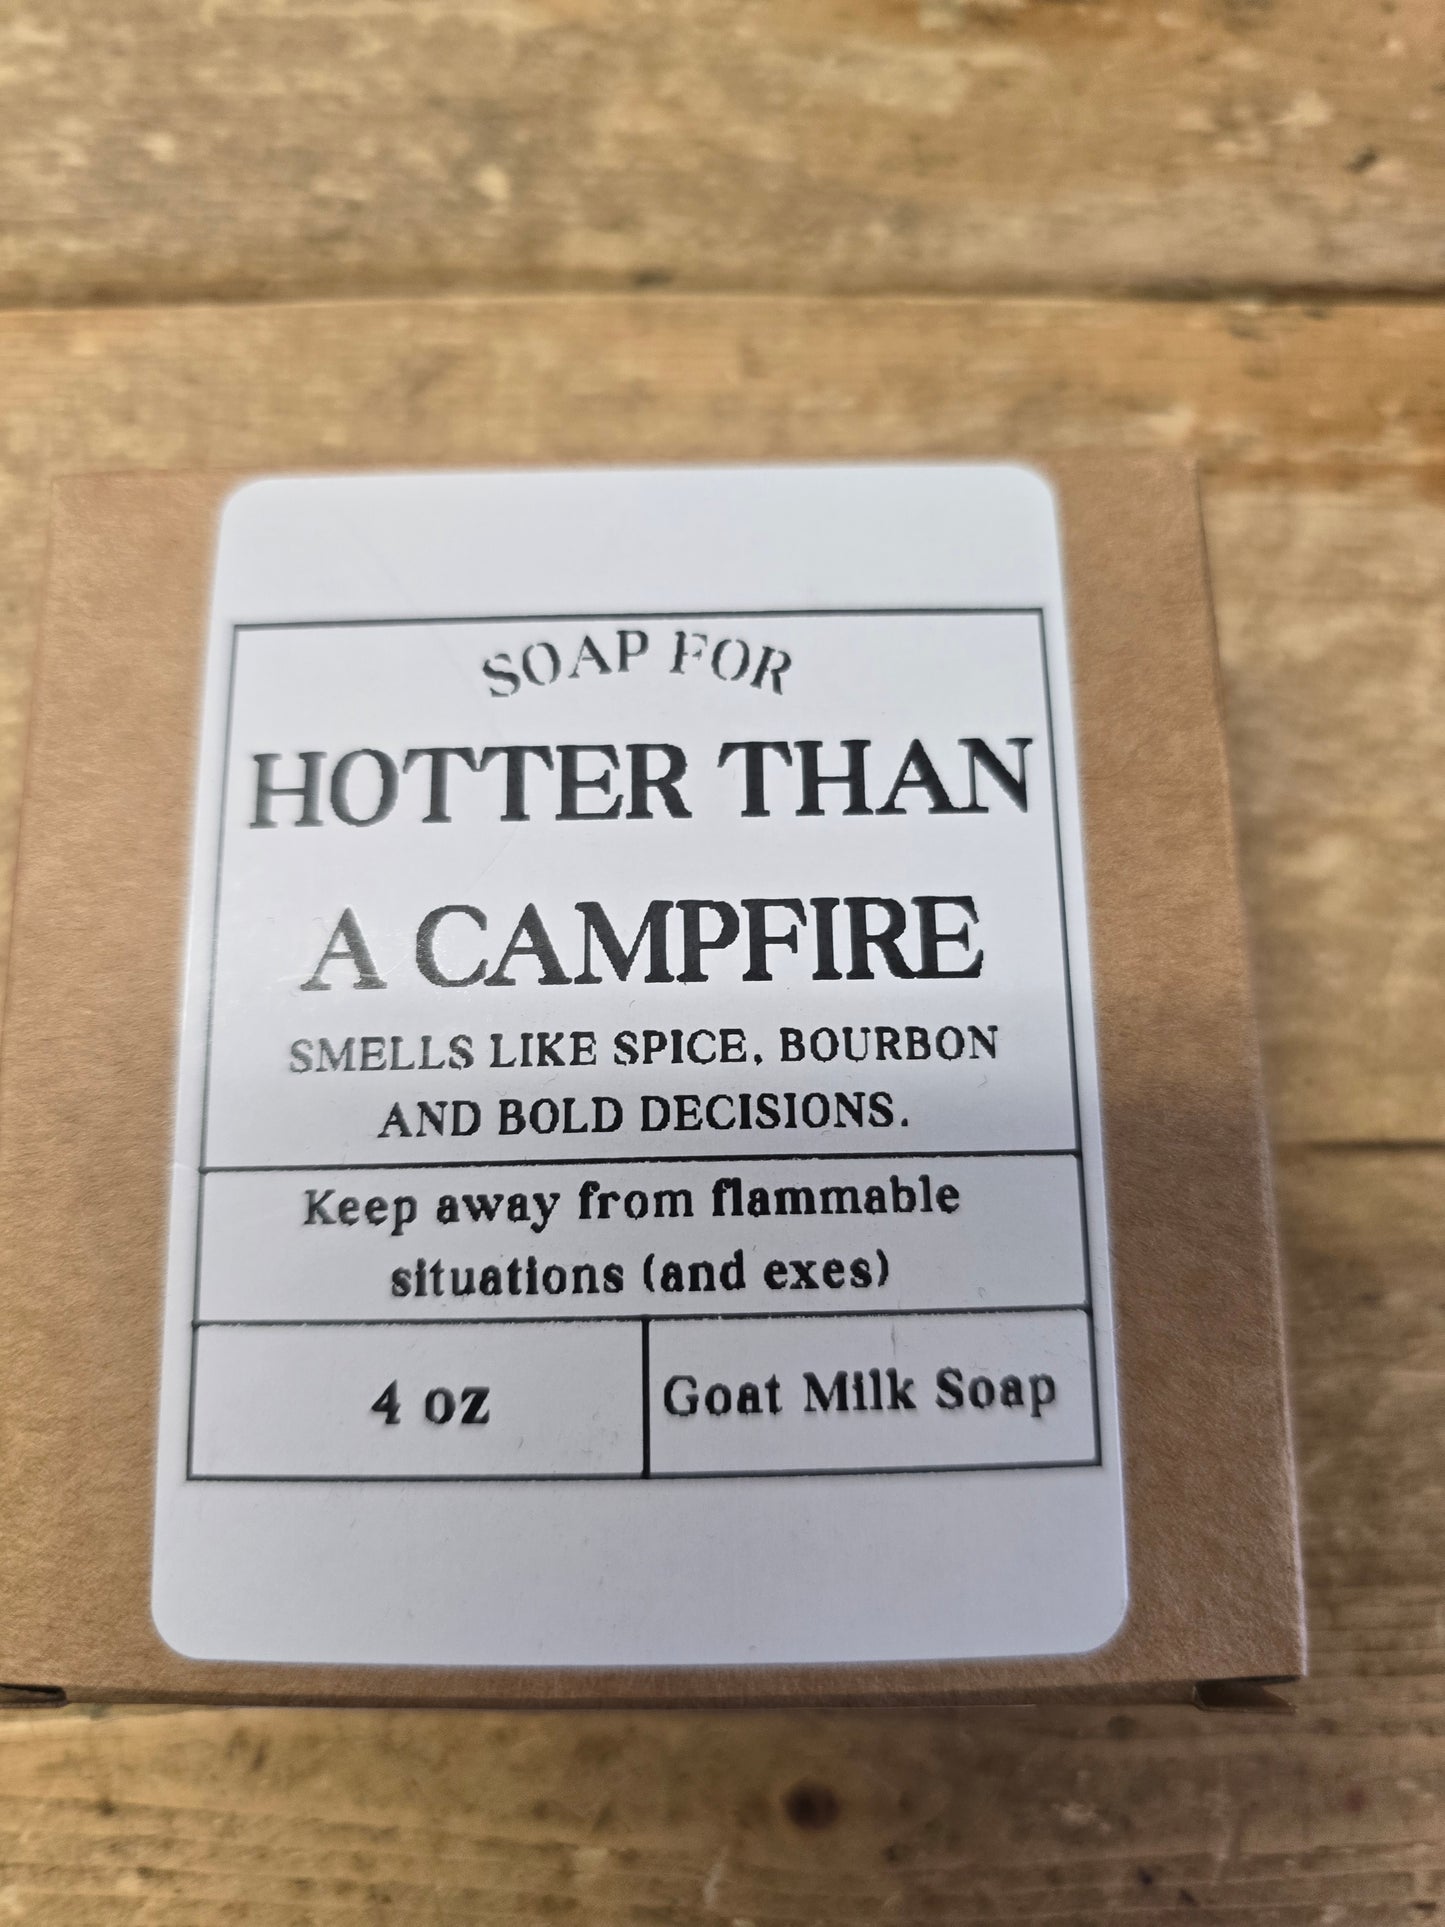 SOAP FOR
HOTTER THAN
A CAMPFIRE
SMELLS LIKE SPICE, BOURBON
AND BOLD DECISIONS.
Keep away from flammable
situations (and exes)
4 oz
Goat Milk Soap